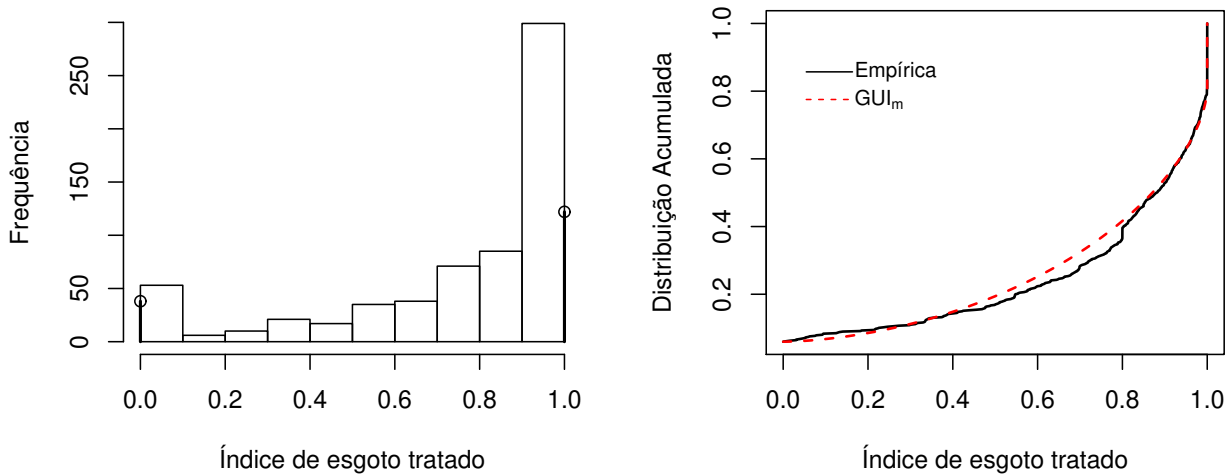 Frequência
250
150
50
0
0.0 0.2 0.4 0.6 0.8 1.0
Índice de esgoto tratado
Distribuição Acumulada
1.0
0.8
0.6
0.4
0.2
Empírica
GUIm
0.0 0.2 0.4 0.6 0.8 1.0
Índice de esgoto tratado